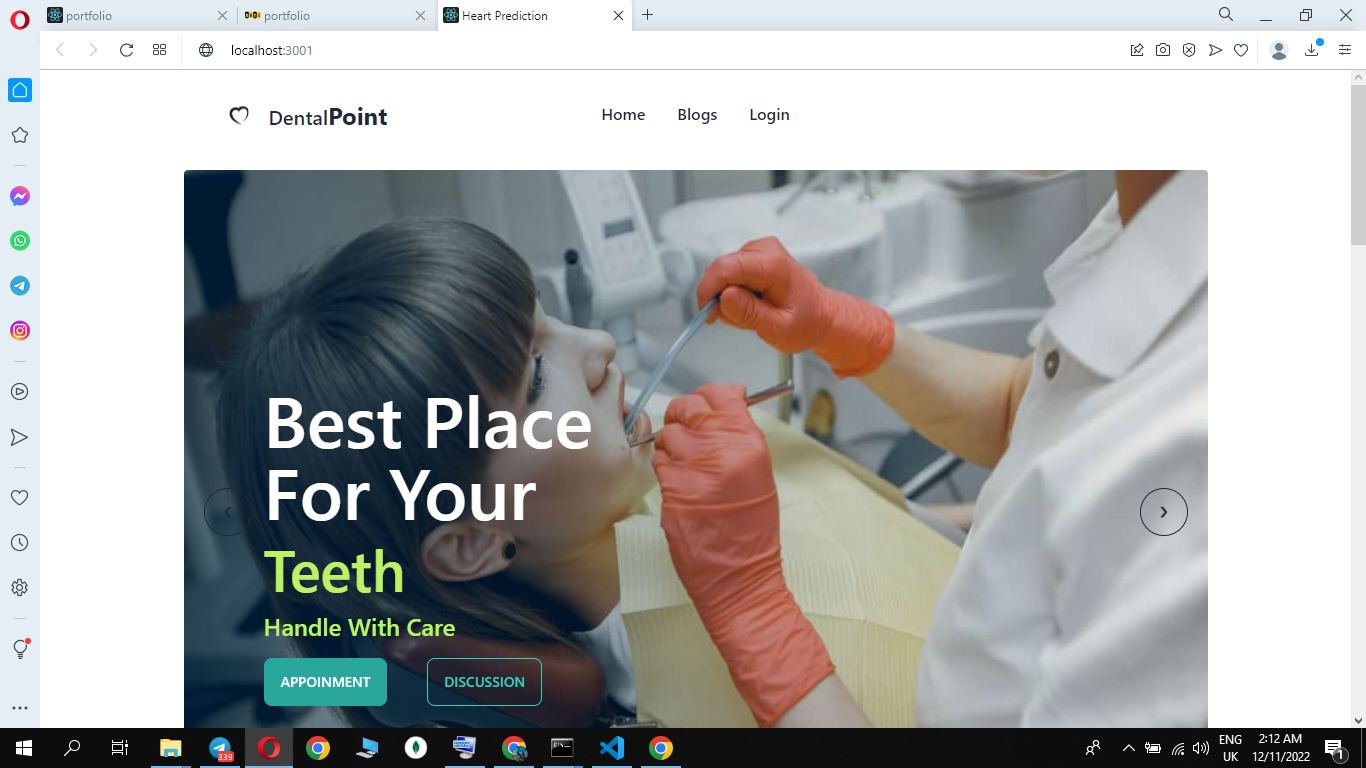 portfolio
portfolio
Heart Prediction
localhost:3001
DentalPoint
Home
Blogs
Login
Best Place
For Your
Teeth
Handle With Care
APPOINMENT
DISCUSSION
339
ENG
UK
2:12 AM
12/11/2022
1